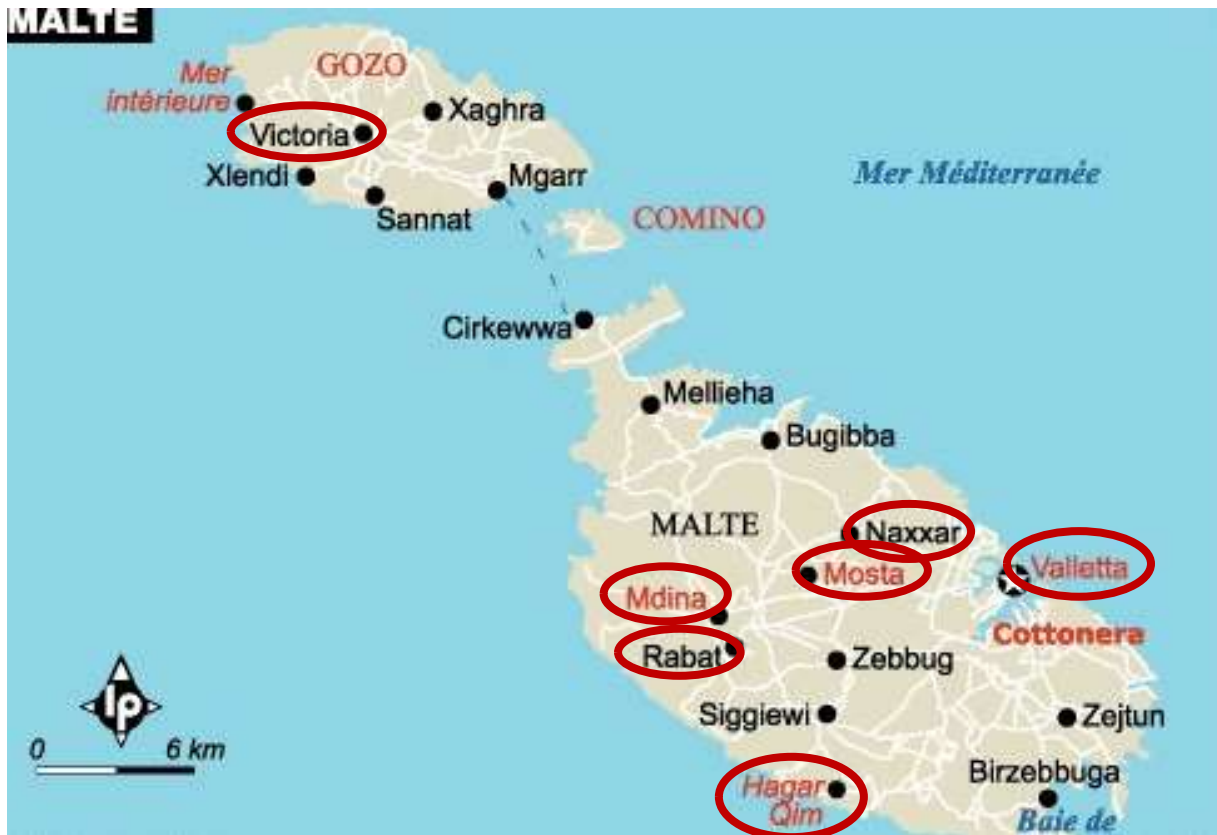 MALTE
GOZO
Mer
intérieure
Xaghra
Victoria
Xlendi
Mgarr
Mer Méditerranée
Sannat
COMINO
Cirkewwa
Mellieha
Bugibba
MALTE
Naxxar
Mosta
Valletta
Mdina
Cottonera
Rabat
Zebbug
lp
Siggiewi
Zejtun
0 6 km
Birzebbuga
Hagar
Qim
Baie de